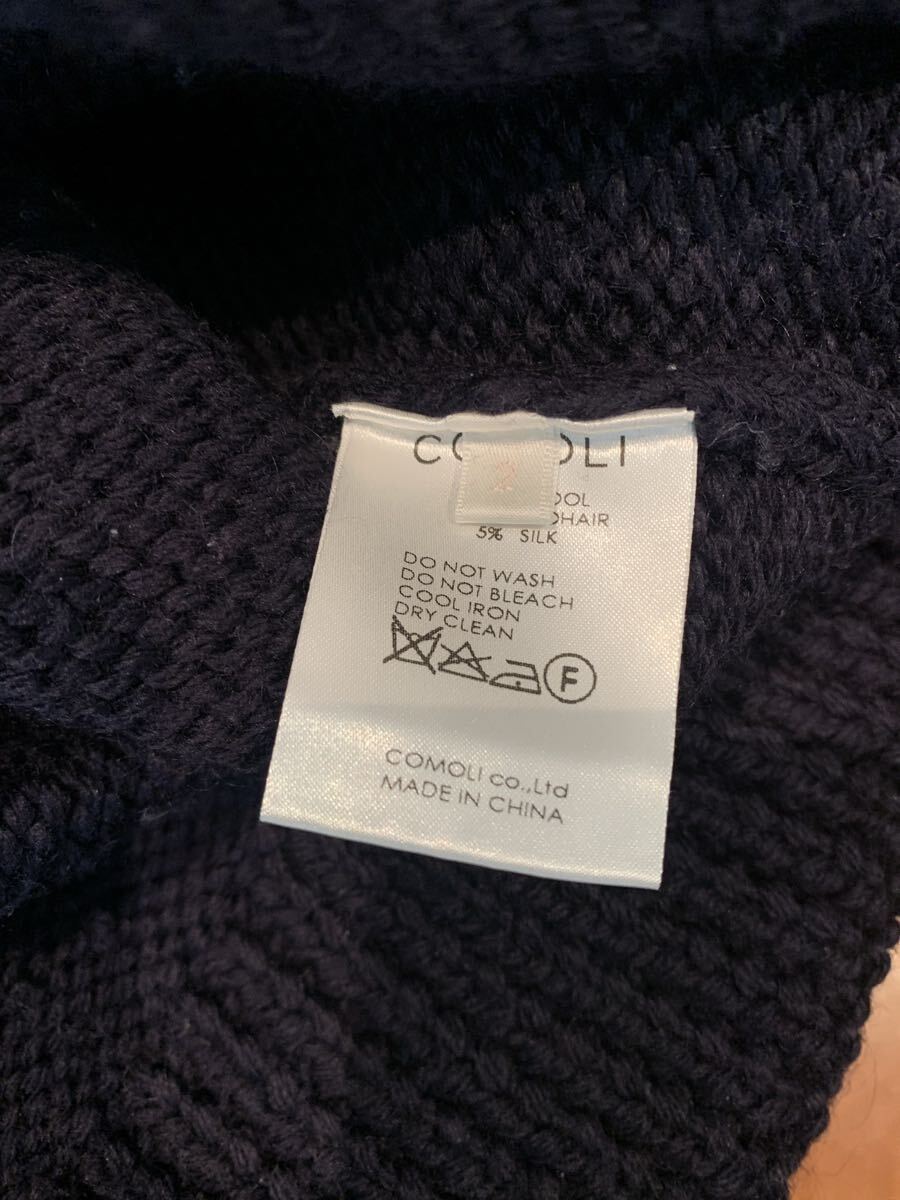 COMOLI
2
5% SILK
DO NOT WASH
DO NOT BLEACH
COOL IRON
DRY CLEAN
F
COMOLI co.,Ltd
MADE IN CHINA